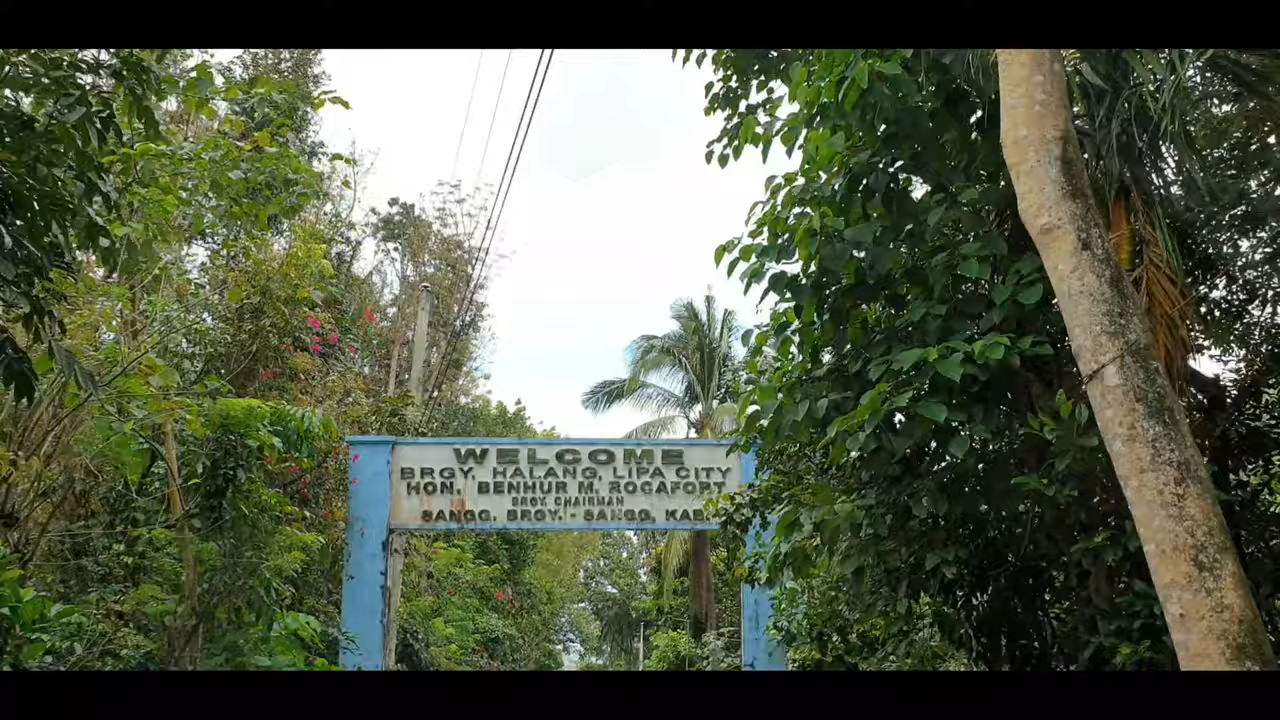 WELCOME
BRGY. HALANG, LIPA CITY
HON. BENHUR M. ROCAFORT
BRGY. CHAIRMAN
SANGG. BRGY. - SANGG. KAB